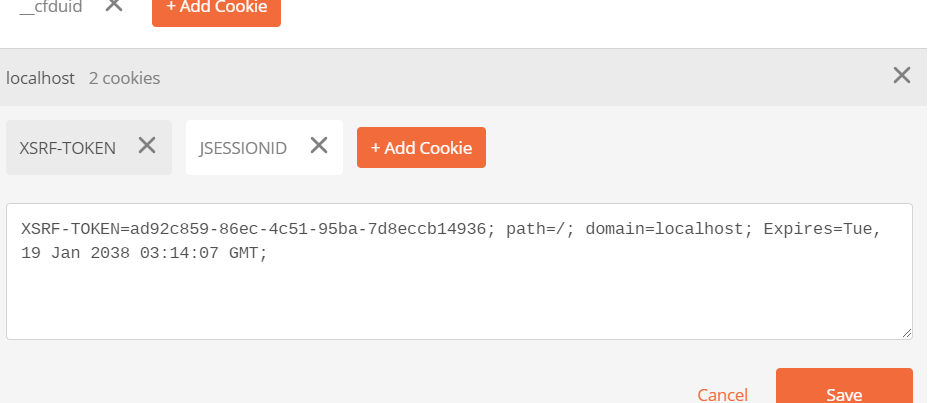 __cfduid + Add Cookie
localhost 2 cookies
XSRF-TOKEN JSESSIONID + Add Cookie
XSRF-TOKEN=ad92c859-86ec-4c51-95ba-7d8eccb14936; path=/; domain=localhost; Expires=Tue,
19 Jan 2038 03:14:07 GMT;
Cancel Save